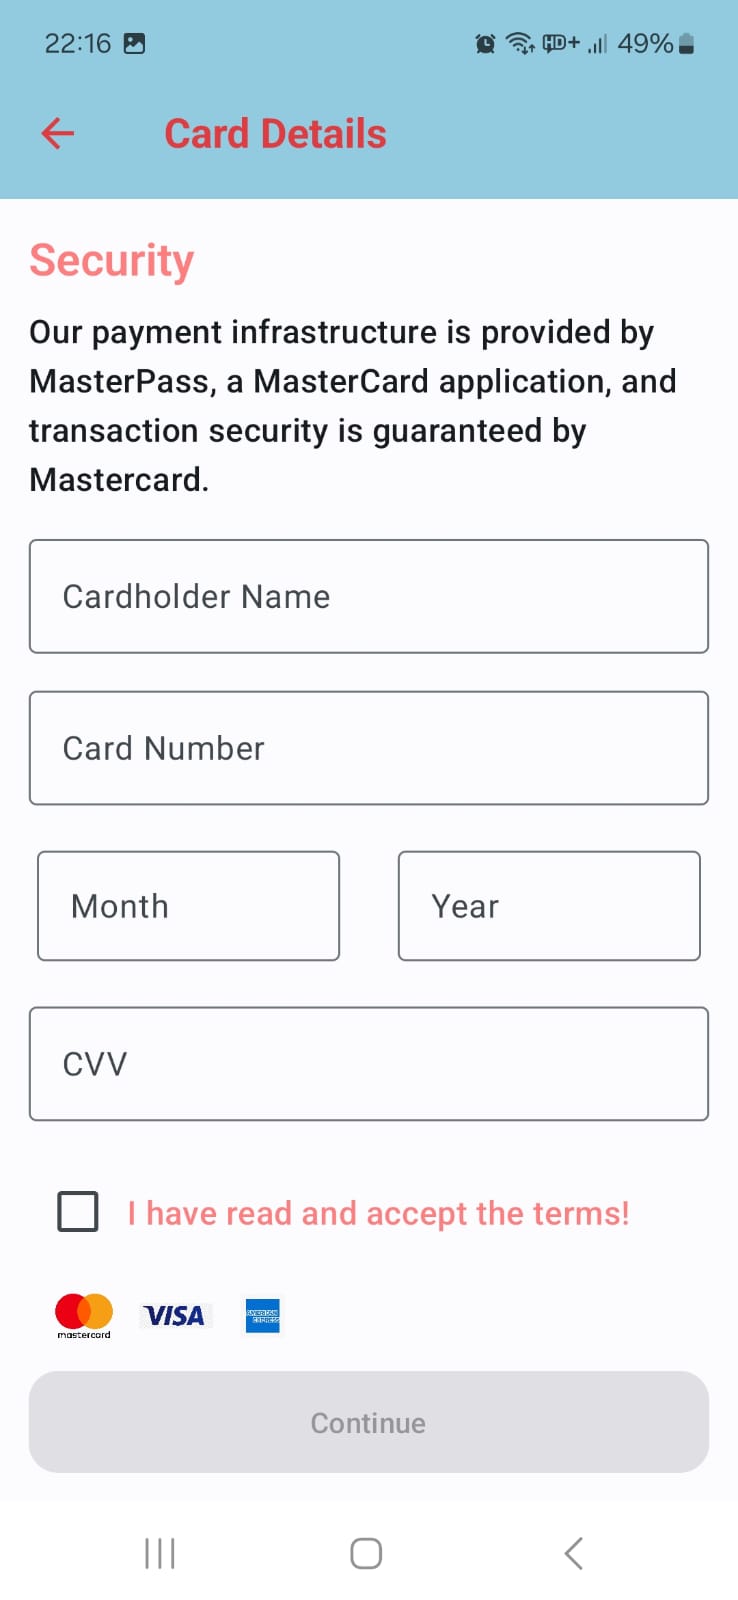 22:16 HD+ 49%
Card Details
Security
Our payment infrastructure is provided by
MasterPass, a MasterCard application, and
transaction security is guaranteed by
Mastercard.
Cardholder Name
Card Number
Month Year
CVV
I have read and accept the terms!
mastercard VISA AMERICAN EXPRESS
Continue